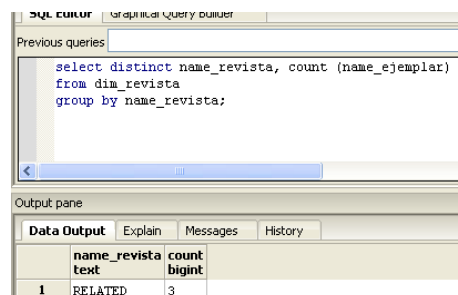 SQL Editor Graphical Query Builder
Previous queries
select distinct name_revista, count (name_ejemplar)
from dim_revista
group by name_revista;
Output pane
Data Output Explain Messages History
name_revista count
text bigint
1 RELATED 3